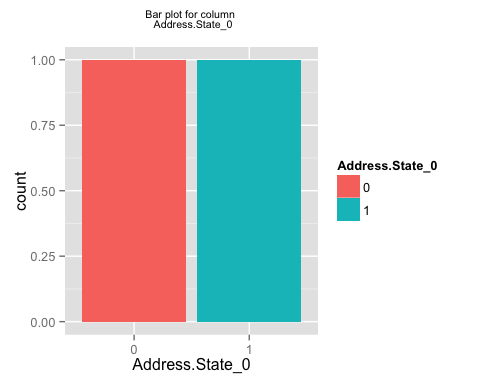 Bar plot for column
Address.State_0
1.00
0.75
0.50
0.25
0.00
count
0 1
Address.State_0
Address.State_0
0
1